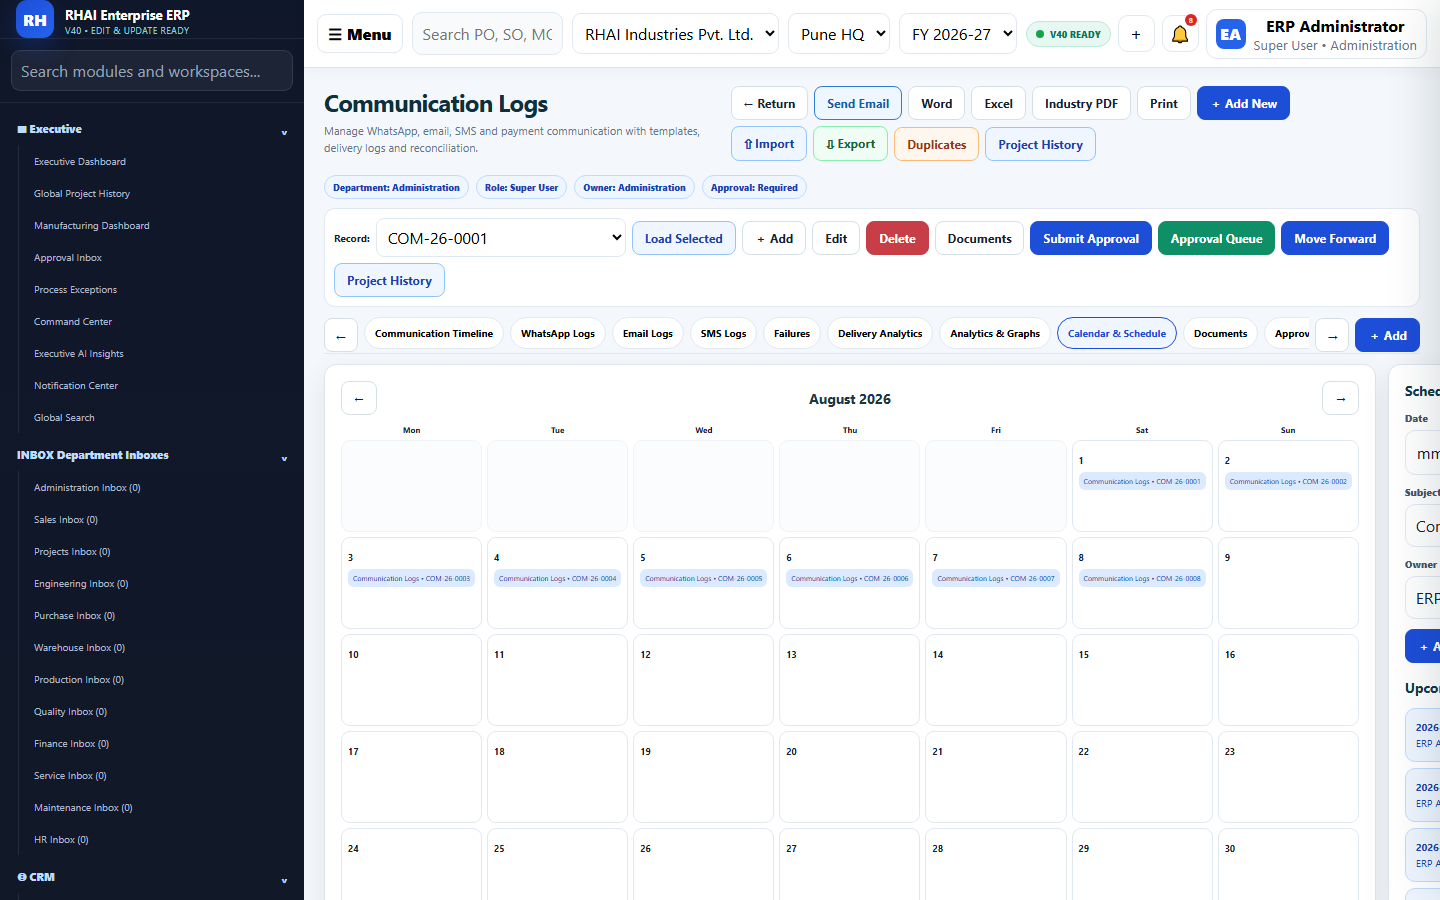 RH
RHAI Enterprise ERP
V40 • EDIT & UPDATE READY
Search modules and workspaces...
Executive
Executive Dashboard
Global Project History
Manufacturing Dashboard
Approval Inbox
Process Exceptions
Command Center
Executive AI Insights
Notification Center
Global Search
INBOX Department Inboxes
Administration Inbox (0)
Sales Inbox (0)
Projects Inbox (0)
Engineering Inbox (0)
Purchase Inbox (0)
Warehouse Inbox (0)
Production Inbox (0)
Quality Inbox (0)
Finance Inbox (0)
Service Inbox (0)
Maintenance Inbox (0)
HR Inbox (0)
CRM
☰ Menu
Search PO, SO, MO
RHAI Industries Pvt. Ltd.
Pune HQ
FY 2026-27
V40 READY
+
8
EA
ERP Administrator
Super User • Administration
Communication Logs
Manage WhatsApp, email, SMS and payment communication with templates,
delivery logs and reconciliation.
← Return
Send Email
Word
Excel
Industry PDF
Print
+ Add New
⇧ Import
⇩ Export
Duplicates
Project History
Department: Administration
Role: Super User
Owner: Administration
Approval: Required
Record:
COM-26-0001
Load Selected
+ Add
Edit
Delete
Documents
Submit Approval
Approval Queue
Move Forward
Project History
←
Communication Timeline
WhatsApp Logs
Email Logs
SMS Logs
Failures
Delivery Analytics
Analytics & Graphs
Calendar & Schedule
Documents
Approv
→
+ Add
←
August 2026
→
Mon Tue Wed Thu Fri Sat Sun
1 2
Communication Logs • COM-26-0001 Communication Logs • COM-26-0002
3 4 5 6 7 8 9
Communication Logs • COM-26-0003 Communication Logs • COM-26-0004 Communication Logs • COM-26-0005 Communication Logs • COM-26-0006 Communication Logs • COM-26-0007 Communication Logs • COM-26-0008
10 11 12 13 14 15 16
17 18 19 20 21 22 23
24 25 26 27 28 29 30
Sched
Date
mm
Subject
Cor
Owner
ERP
+ A
Upcor
2026-
ERP A
2026-
ERP A
2026-
ERP A